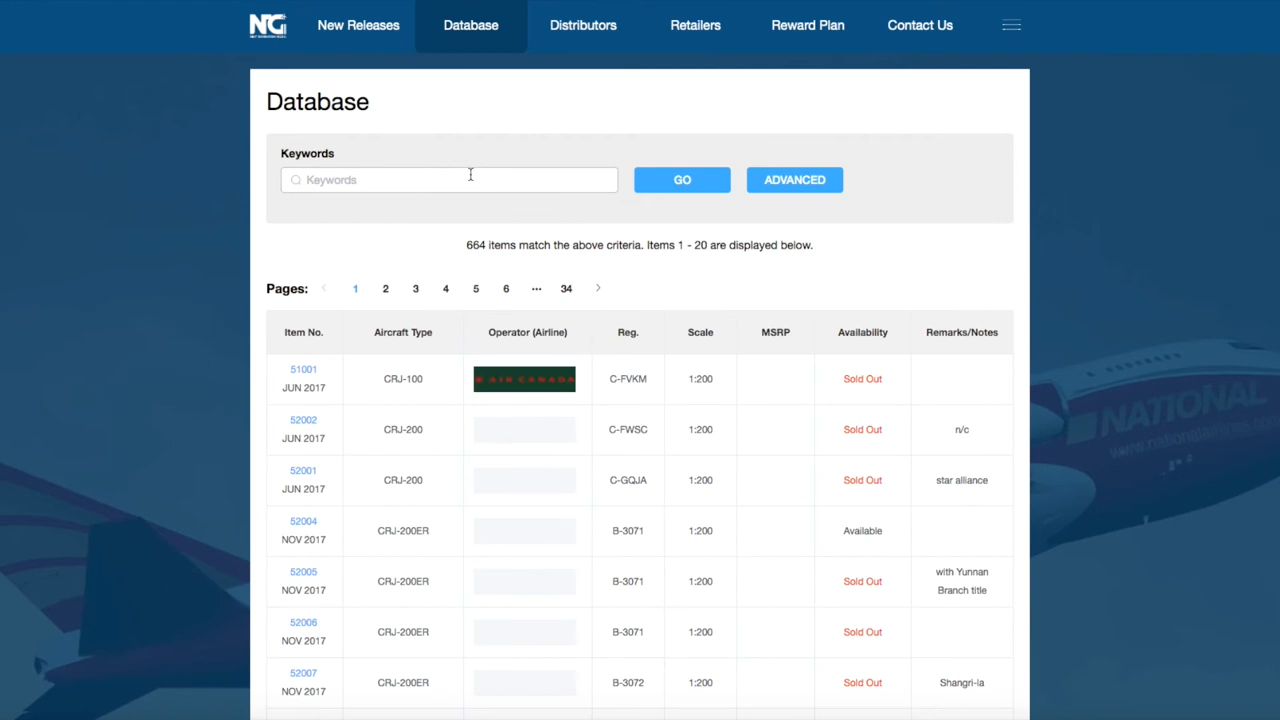 NG New Releases Database Distributors Retailers Reward Plan Contact Us
NEXT GENERATION MODEL
Database
Keywords
Keywords GO ADVANCED
664 items match the above criteria. Items 1 - 20 are displayed below.
Pages: 1 2 3 4 5 6 ••• 34
Item No. Aircraft Type Operator (Airline) Reg. Scale MSRP Availability Remarks/Notes
51001
JUN 2017 CRJ-100 AIR CANADA C-FVKM 1:200 Sold Out
52002
JUN 2017 CRJ-200 C-FWSC 1:200 Sold Out n/c
52001
JUN 2017 CRJ-200 C-GQJA 1:200 Sold Out star alliance
52004
NOV 2017 CRJ-200ER B-3071 1:200 Available
52005
NOV 2017 CRJ-200ER B-3071 1:200 Sold Out with Yunnan
Branch title
52006
NOV 2017 CRJ-200ER B-3071 1:200 Sold Out
52007
NOV 2017 CRJ-200ER B-3072 1:200 Sold Out Shangri-la
NATIONAL